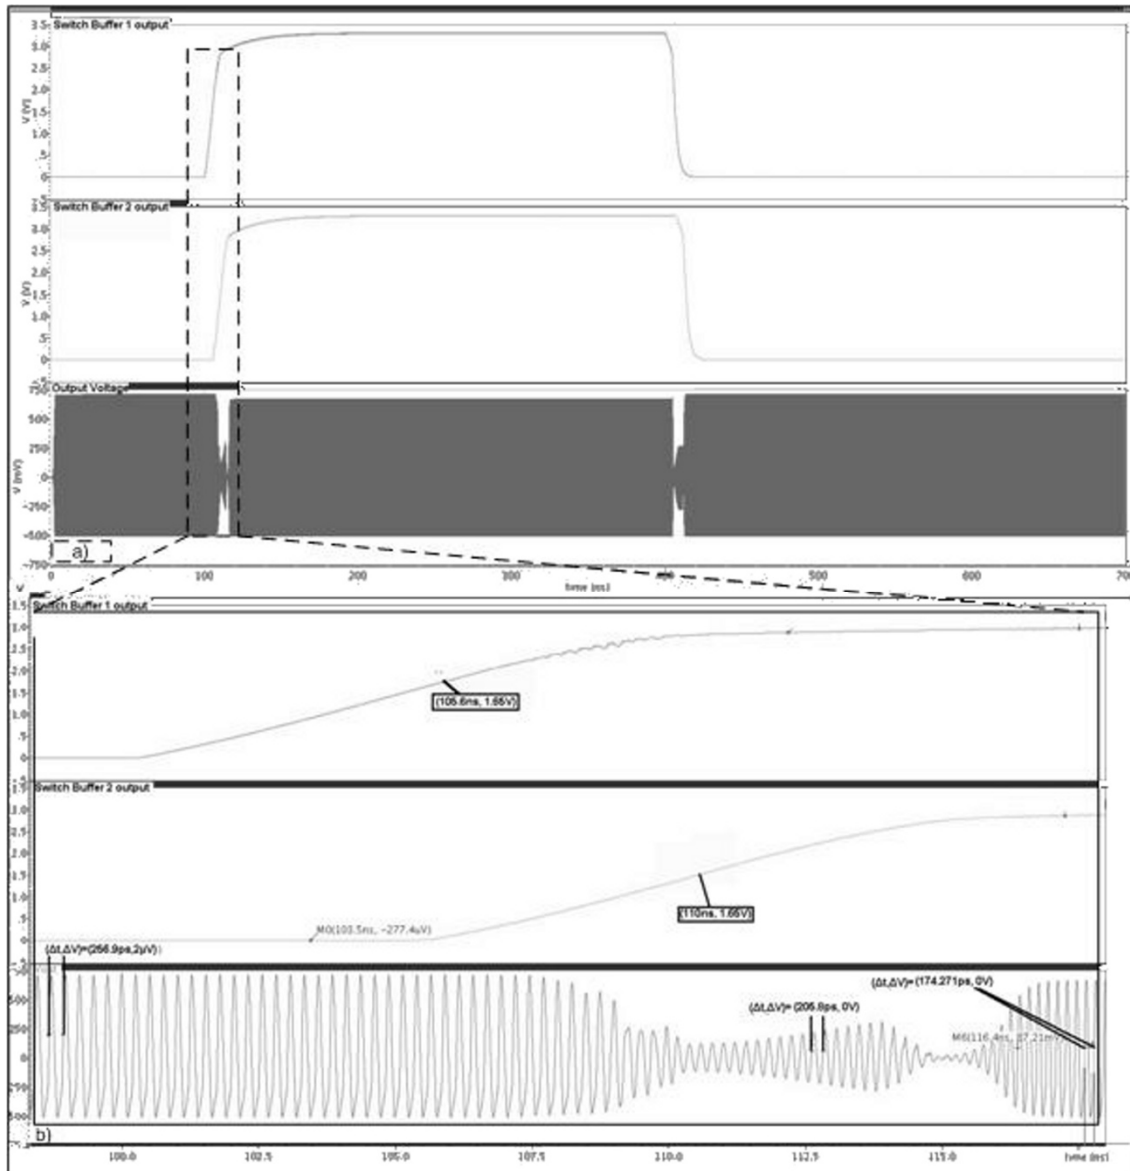 Switch Buffer 1 output
3.5
3.0
2.5
2.0
1.5
1.0
.5
0
V (V)
Switch Buffer 2 output
3.5
3.0
2.5
2.0
1.5
1.0
.5
0
V (V)
Output Voltage
750
500
250
0
-250
-500
-750
V (mV)
a)
0 100 200 300 400 500 600 700
time (ns)
Switch Buffer 1 output
(105.6ns, 1.65V)
Switch Buffer 2 output
(110ns, 1.65V)
M0(103.5ns, -277.4uV)
(Δt,ΔV)=(256.9ps,2μV)
(Δt,ΔV)=(174.271ps, 0V)
(Δt,ΔV)=(205.8ps, 0V)
M6(116.4ns, 37.21mV)
b)
100.0 102.5 105.0 107.5 110.0 112.5 115.0 time (ns)